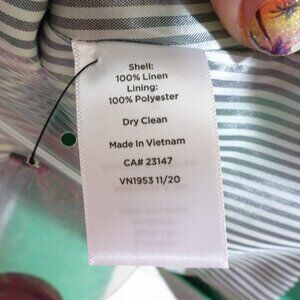 Shell:
100% Linen
Lining:
100% Polyester
Dry Clean
Made In Vietnam
CA# 23147
VN1953 11/20